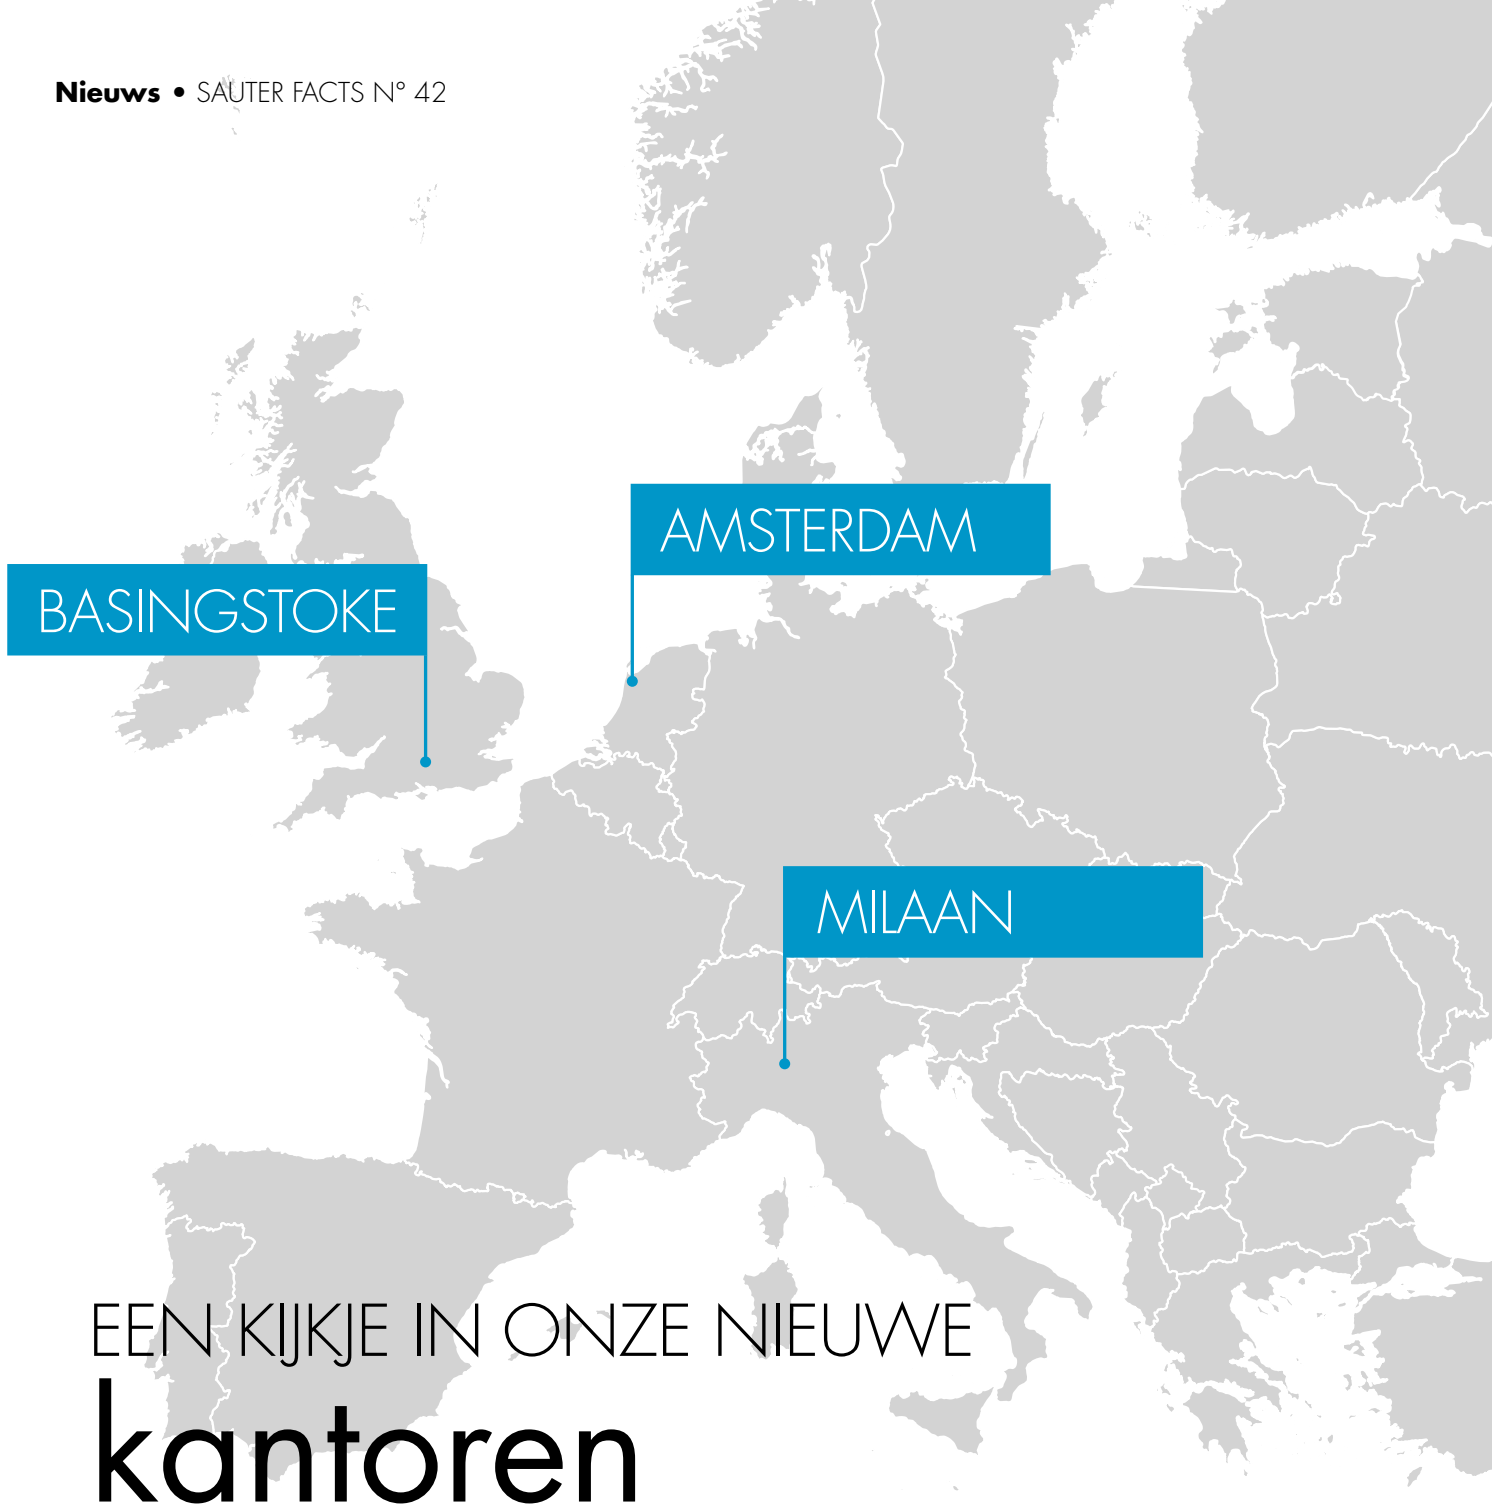 Nieuws • SAUTER FACTS N° 42
AMSTERDAM
BASINGSTOKE
MILAAN
EEN KIJKJE IN ONZE NIEUWE
kantoren